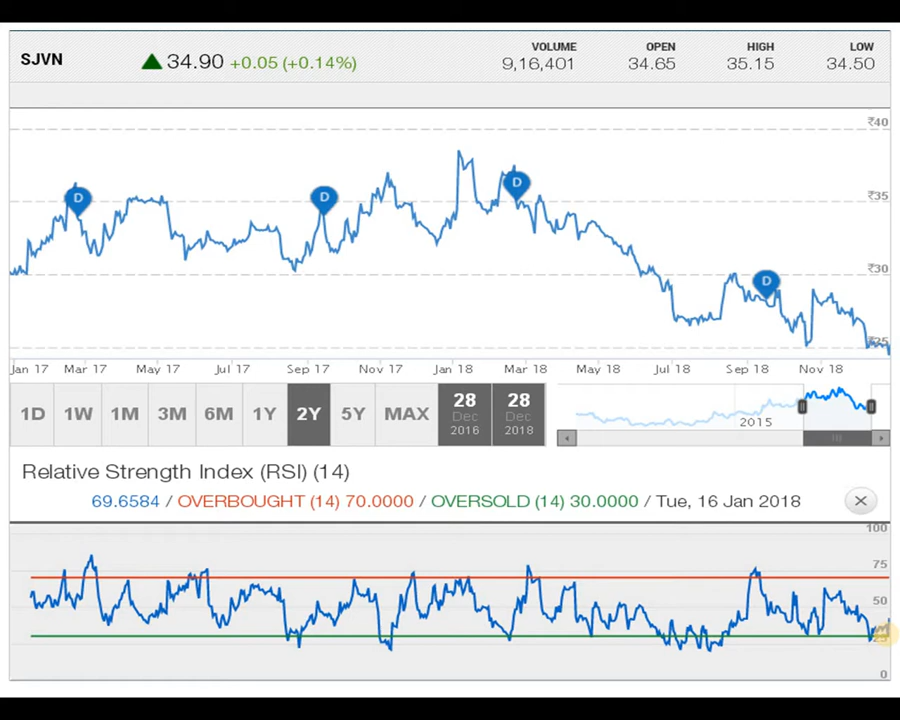 SJVN
34.90 +0.05 (+0.14%)
VOLUME OPEN HIGH LOW
9,16,401 34.65 35.15 34.50
₹40
D D D
₹35
D
₹30
₹25
Jan 17 Mar 17 May 17 Jul 17 Sep 17 Nov 17 Jan 18 Mar 18 May 18 Jul 18 Sep 18 Nov 18
1D 1W 1M 3M 6M 1Y 2Y 5Y MAX 28 Dec 2016 28 Dec 2018
2015
Relative Strength Index (RSI) (14)
69.6584 / OVERBOUGHT (14) 70.0000 / OVERSOLD (14) 30.0000 / Tue, 16 Jan 2018
100
75
50
25
0